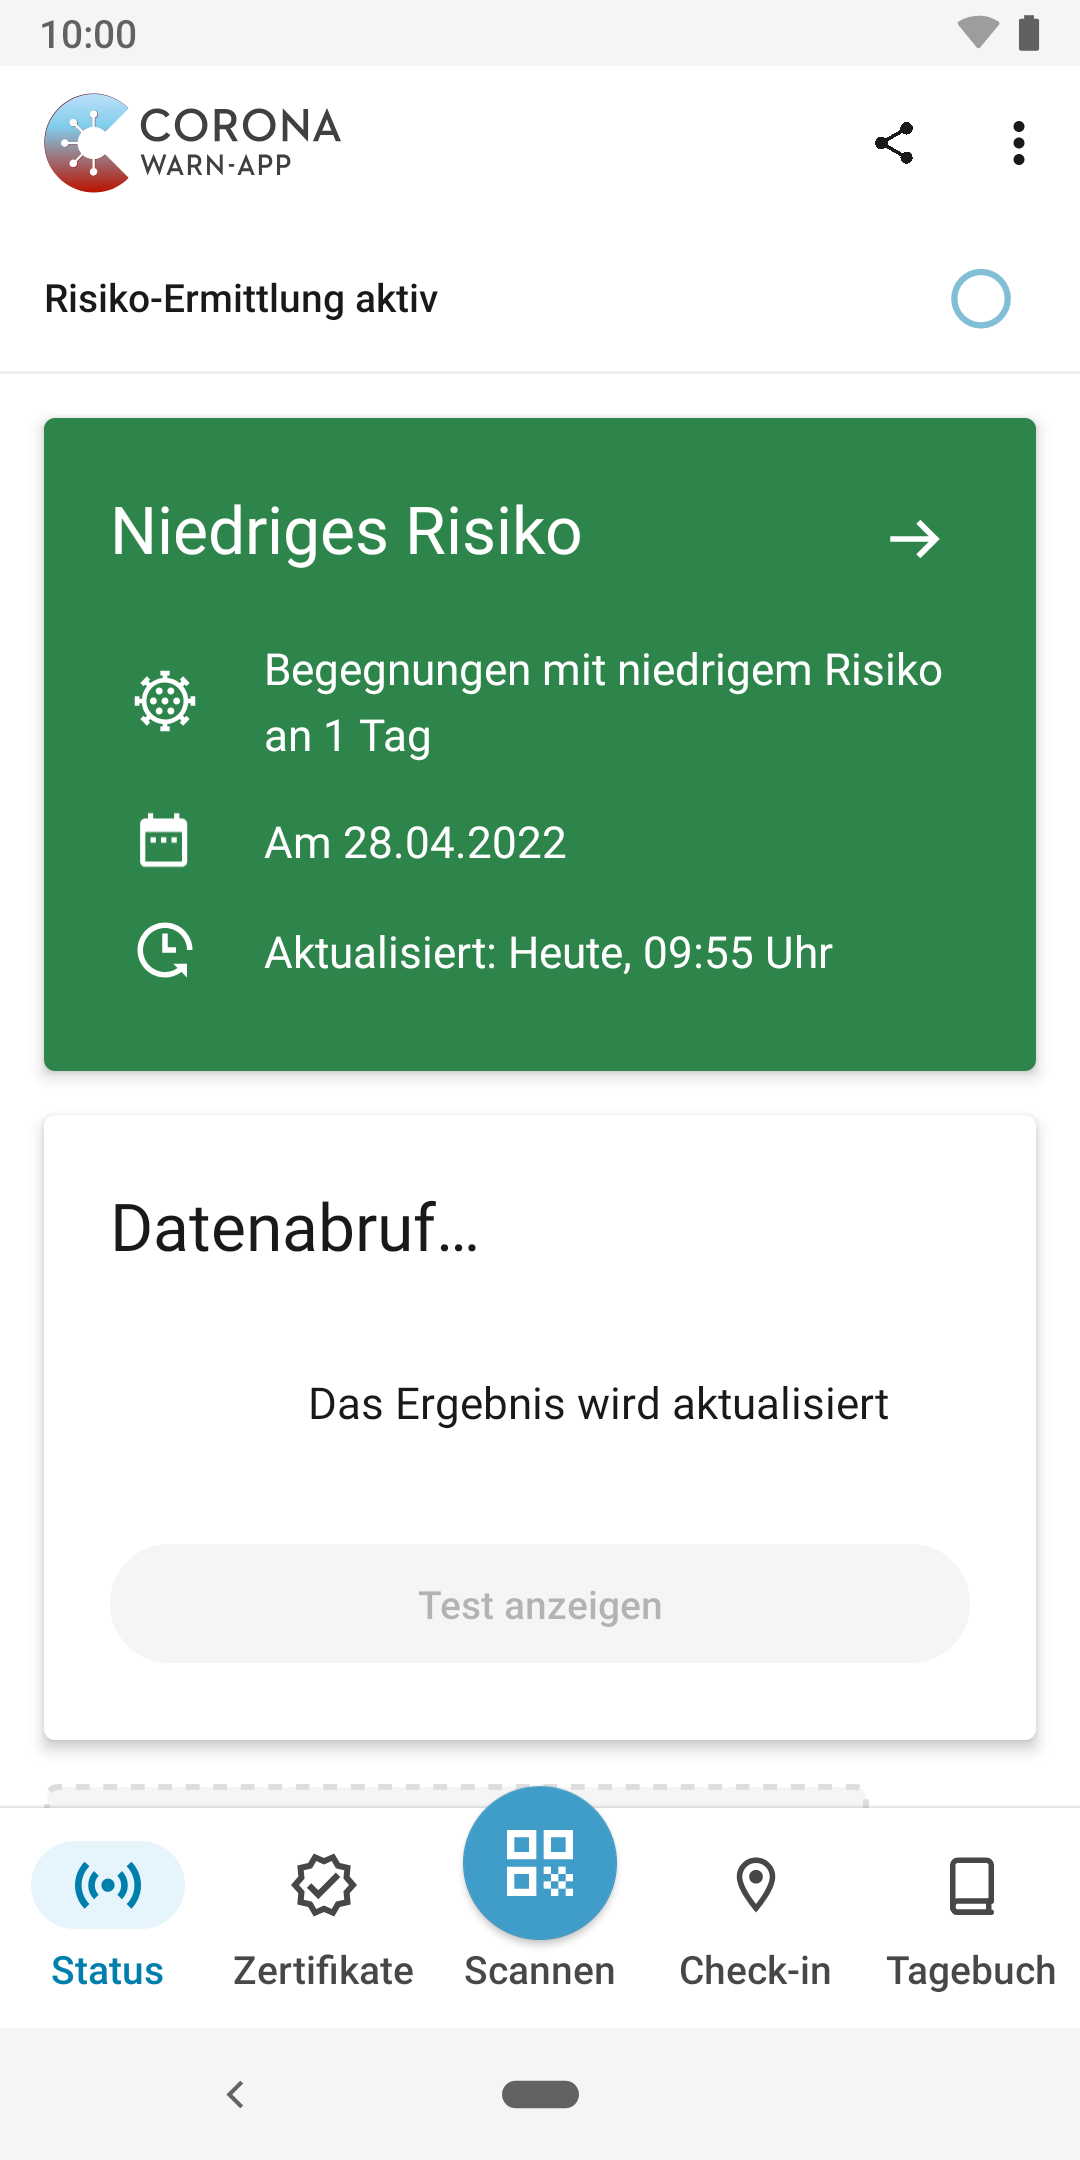 10:00
CORONA
WARN-APP
Risiko-Ermittlung aktiv
Niedriges Risiko
Begegnungen mit niedrigem Risiko
an 1 Tag
Am 28.04.2022
Aktualisiert: Heute, 09:55 Uhr
Datenabruf…
Das Ergebnis wird aktualisiert
Test anzeigen
Status
Zertifikate
Scannen
Check-in
Tagebuch